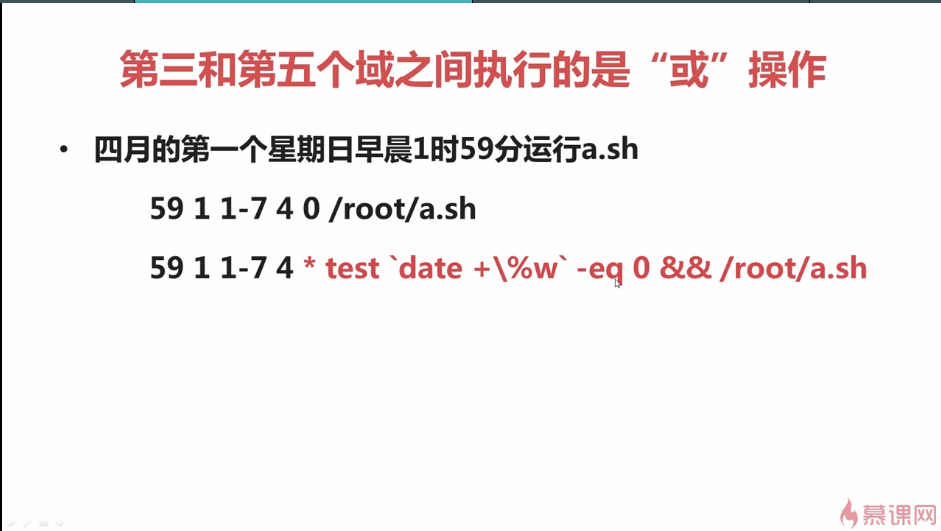 第三和第五个域之间执行的是“或”操作
• 四月的第一个星期日早晨1时59分运行a.sh
59 1 1-7 4 0 /root/a.sh
59 1 1-7 4 * test `date +\%w` -eq 0 && /root/a.sh
慕课网